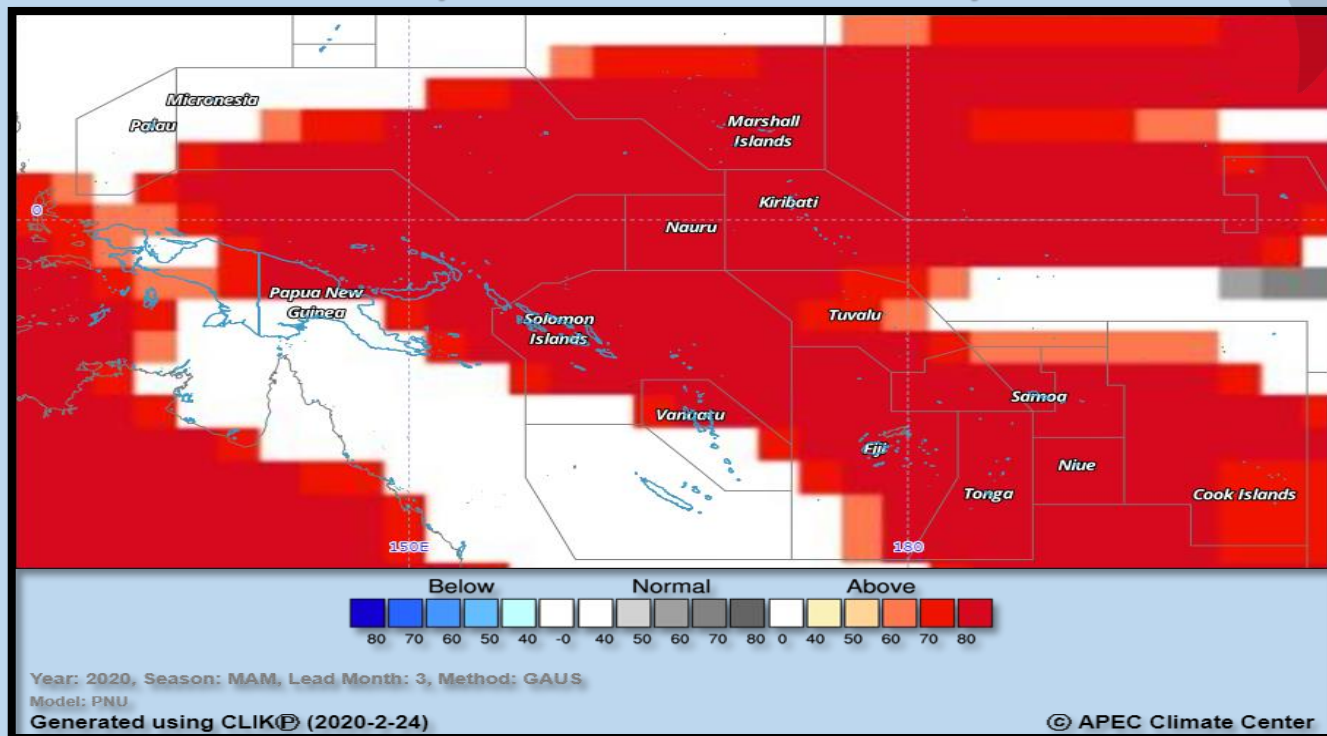 Micronesia
Palau
Marshall
Islands
Kiribati
0
Nauru
Papua New
Guinea
Solomon
Islands
Tuvalu
Samoa
Vanuatu
Fiji
Niue
Tonga
Cook Islands
150E
180
Below Normal Above
80 70 60 50 40 -0 40 50 60 70 80 0 40 50 60 70 80
Year: 2020, Season: MAM, Lead Month: 3, Method: GAUS
Model: PNU
Generated using CLIKⓅ (2020-2-24)
© APEC Climate Center